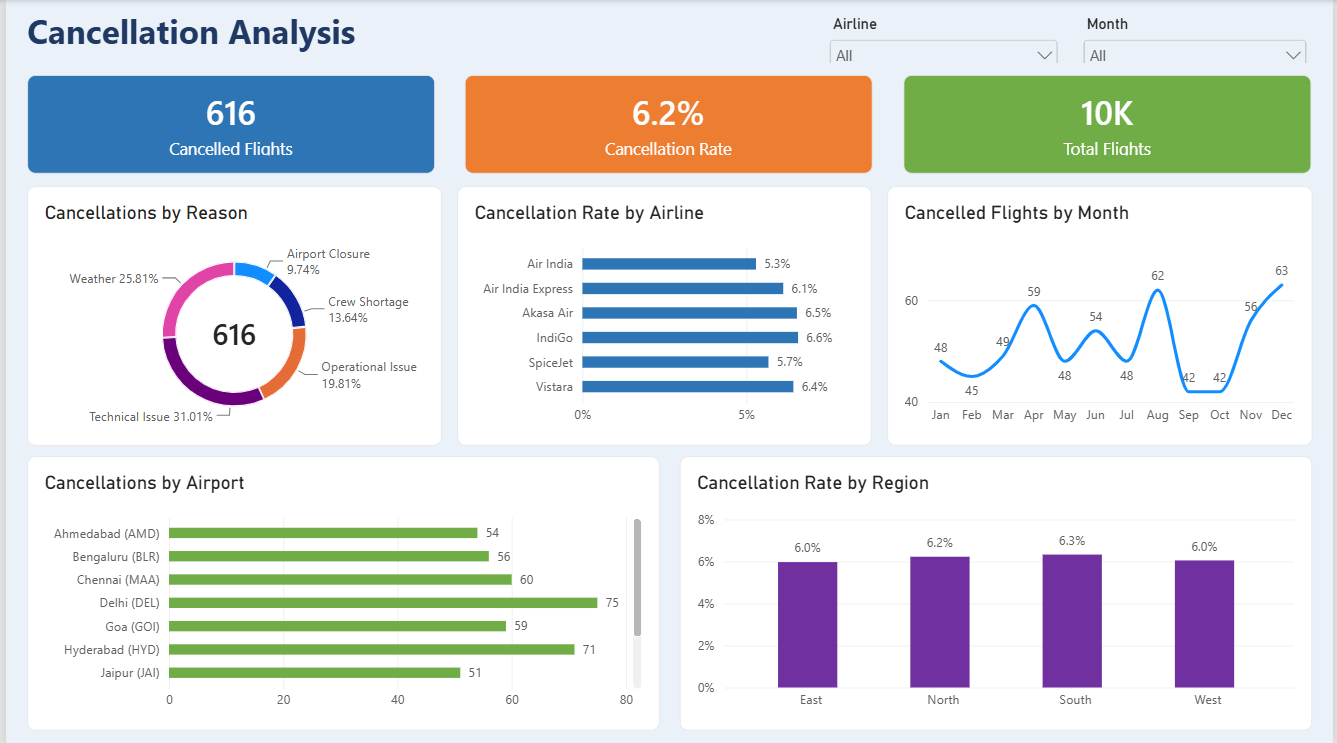 Cancellation Analysis
Airline
All
Month
All
616
Cancelled Flights
6.2%
Cancellation Rate
10K
Total Flights
Cancellations by Reason
Airport Closure
9.74%
Weather 25.81%
Crew Shortage
13.64%
616
Operational Issue
19.81%
Technical Issue 31.01%
Cancellation Rate by Airline
Air India 5.3%
Air India Express 6.1%
Akasa Air 6.5%
IndiGo 6.6%
SpiceJet 5.7%
Vistara 6.4%
0% 5%
Cancelled Flights by Month
60
40
48 45 49 59 48 54 48 62 42 42 56 63
Jan Feb Mar Apr May Jun Jul Aug Sep Oct Nov Dec
Cancellations by Airport
Ahmedabad (AMD) 54
Bengaluru (BLR) 56
Chennai (MAA) 60
Delhi (DEL) 75
Goa (GOI) 59
Hyderabad (HYD) 71
Jaipur (JAI) 51
0 20 40 60 80
Cancellation Rate by Region
8%
6%
4%
2%
0%
6.0% 6.2% 6.3% 6.0%
East North South West